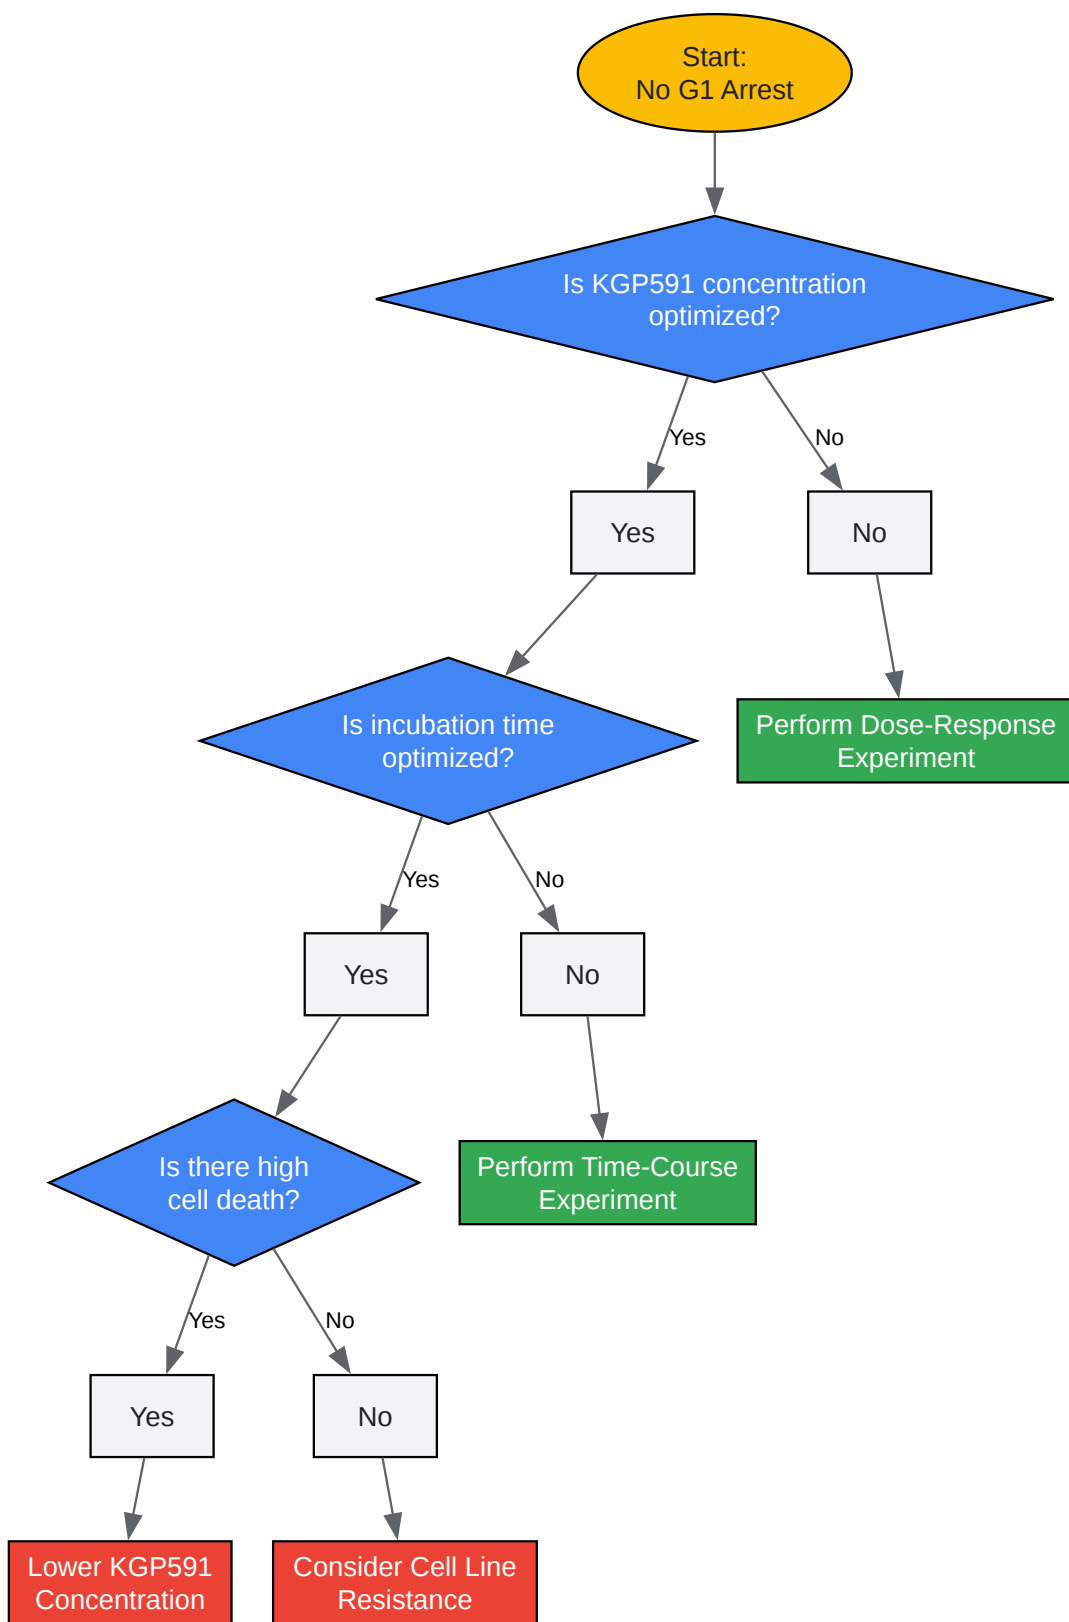 Start:
No G1 Arrest
Is KGP591 concentration
optimized?
Yes
No
Yes
No
Is incubation time
optimized?
Perform Dose-Response
Experiment
Yes
No
Yes
No
Is there high
cell death?
Perform Time-Course
Experiment
Yes
No
Yes
No
Lower KGP591
Concentration
Consider Cell Line
Resistance